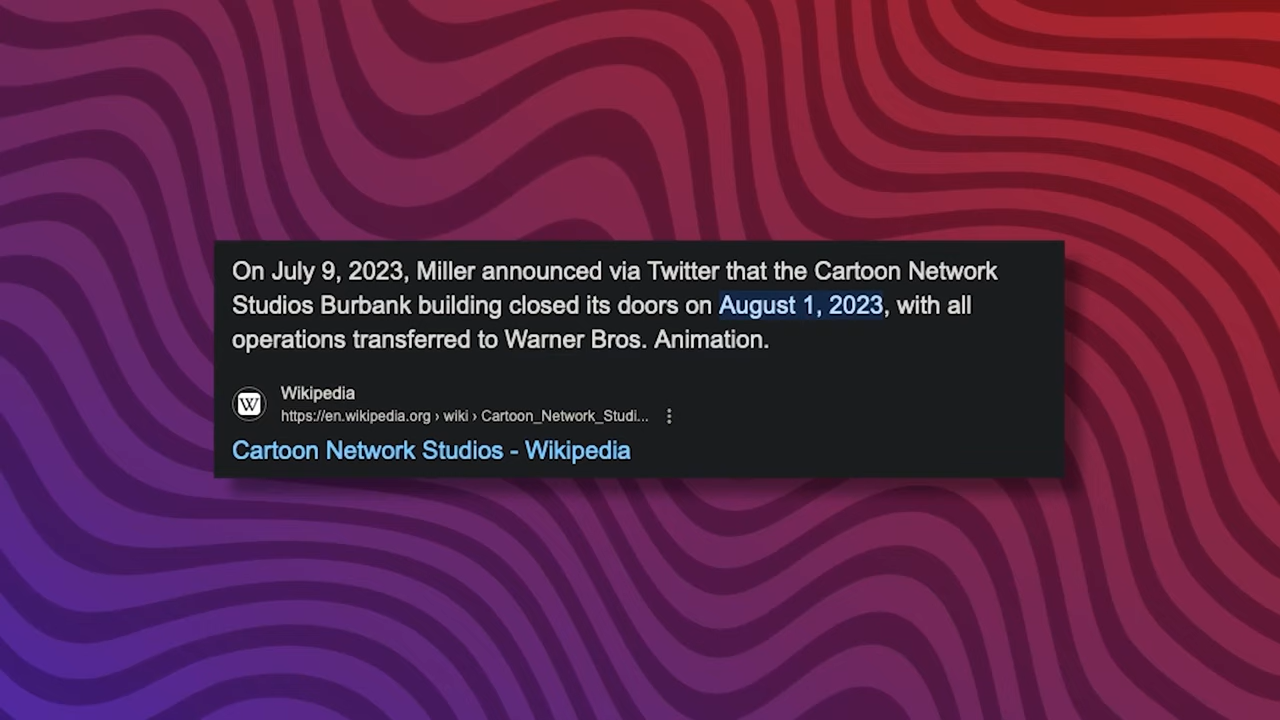 On July 9, 2023, Miller announced via Twitter that the Cartoon Network
Studios Burbank building closed its doors on August 1, 2023, with all
operations transferred to Warner Bros. Animation.
W
Wikipedia
https://en.wikipedia.org › wiki › Cartoon_Network_Studi...
Cartoon Network Studios - Wikipedia